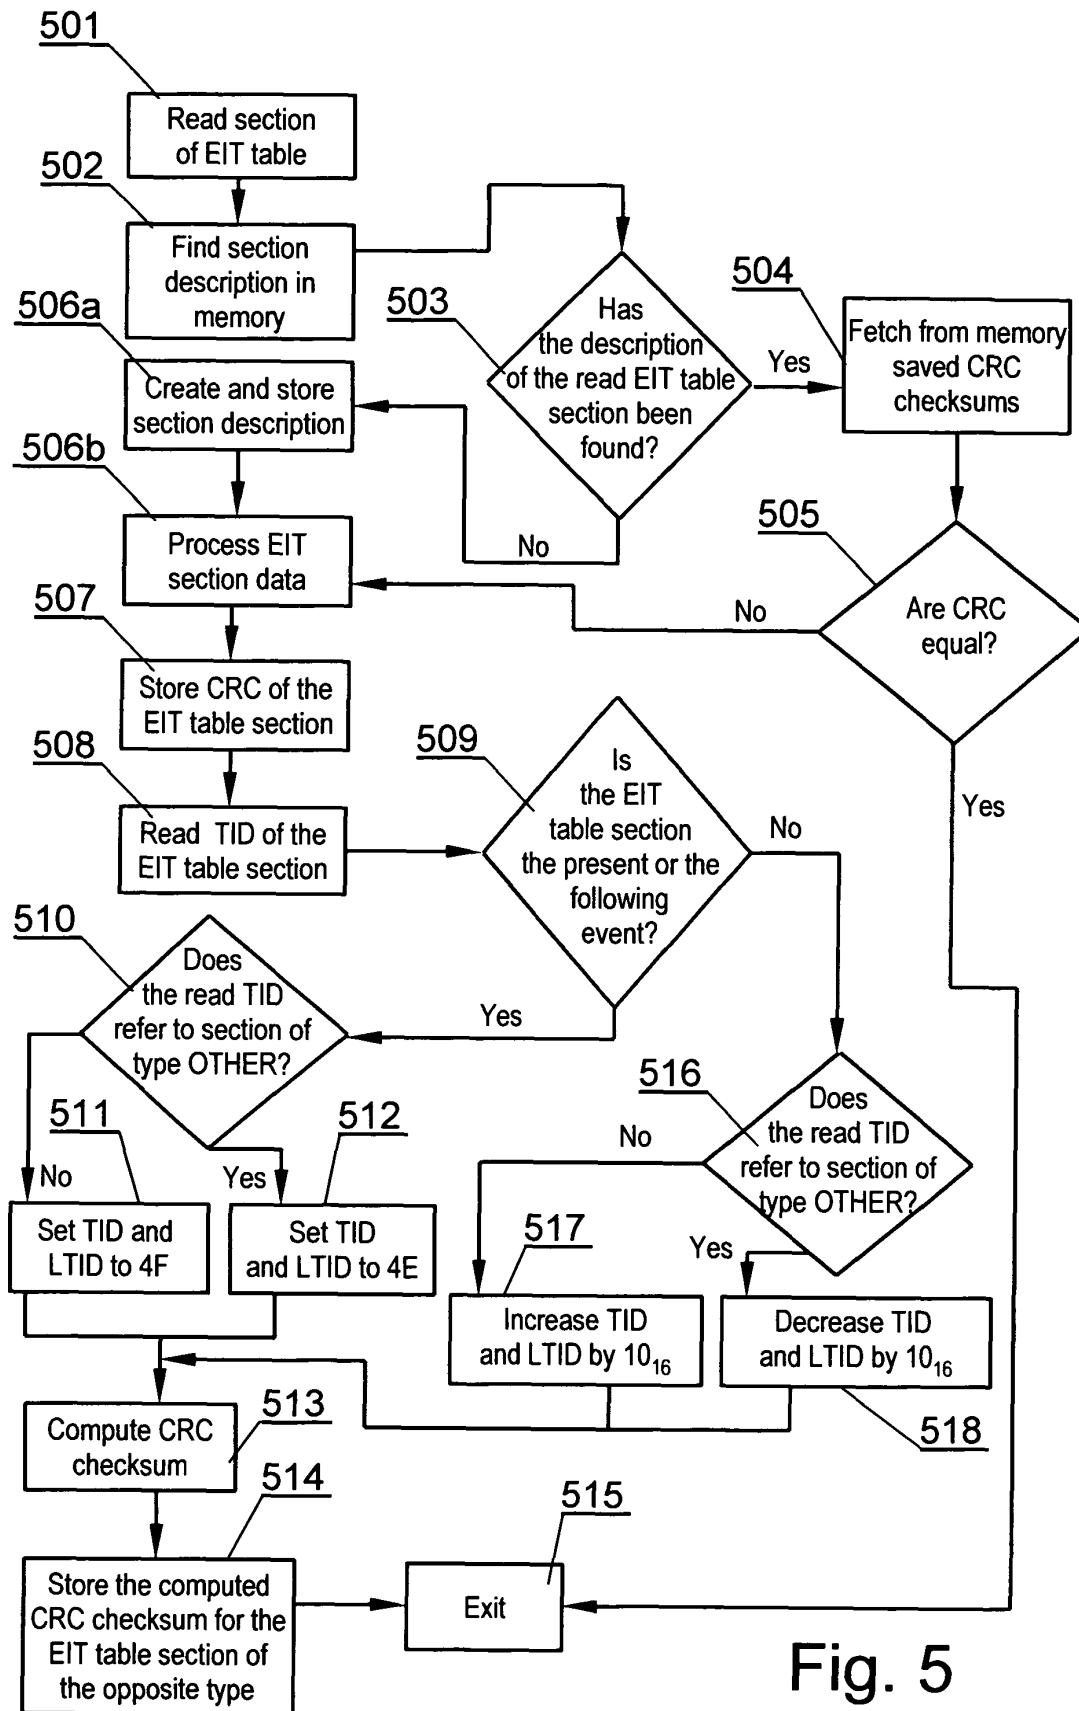 501
Read section
of EIT table
502
Find section
description in
memory
503
Has
the description
of the read EIT table
section been
found?
Yes
No
504
Fetch from memory
saved CRC
checksums
505
Are CRC
equal?
No
Yes
506a
Create and store
section description
506b
Process EIT
section data
507
Store CRC of the
EIT table section
508
Read TID of the
EIT table section
509
Is
the EIT
table section
the present or the
following
event?
No
Yes
510
Does
the read TID
refer to section of
type OTHER?
No
Yes
511
Set TID and
LTID to 4F
512
Set TID
and LTID to 4E
516
Does
the read TID
refer to section of
type OTHER?
No
Yes
517
Increase TID
and LTID by 10₁₆
Decrease TID
and LTID by 10₁₆
518
513
Compute CRC
checksum
514
Store the computed
CRC checksum for the
EIT table section of
the opposite type
515
Exit
Fig. 5